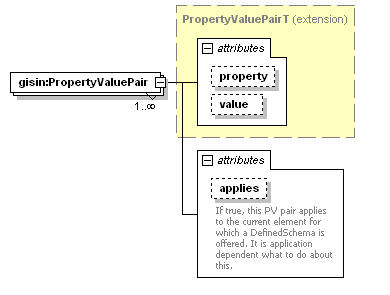 PropertyValuePairT (extension)
attributes
property
gisin:PropertyValuePair
value
1..∞
attributes
applies
If true, this PV pair applies
to the current element for
which a DefinedSchema is
offered. It is application
dependent what to do about
this.